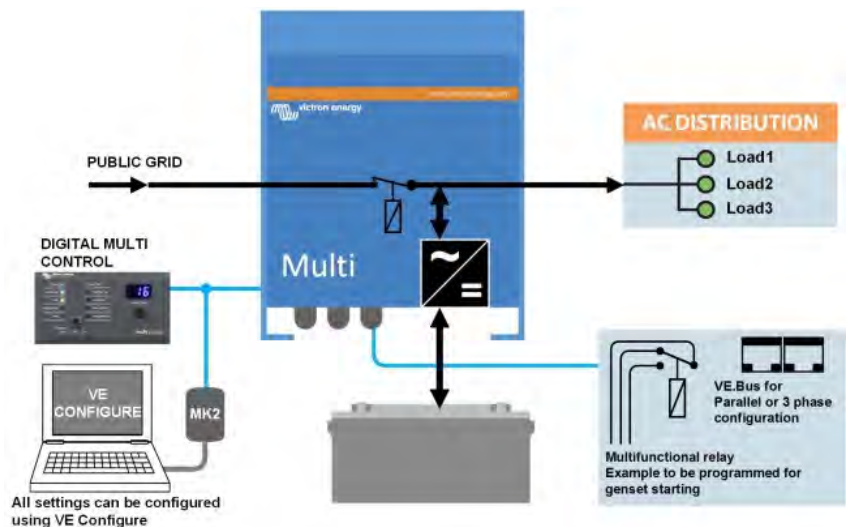 victron energy
AC DISTRIBUTION
PUBLIC GRID
Load1
Load2
Load3
DIGITAL MULTI
CONTROL
Multi
VE
CONFIGURE
MK2
VE.Bus for
Parallel or 3 phase
configuration
Multifunctional relay
Example to be programmed for
genset starting
All settings can be configured
using VE Configure